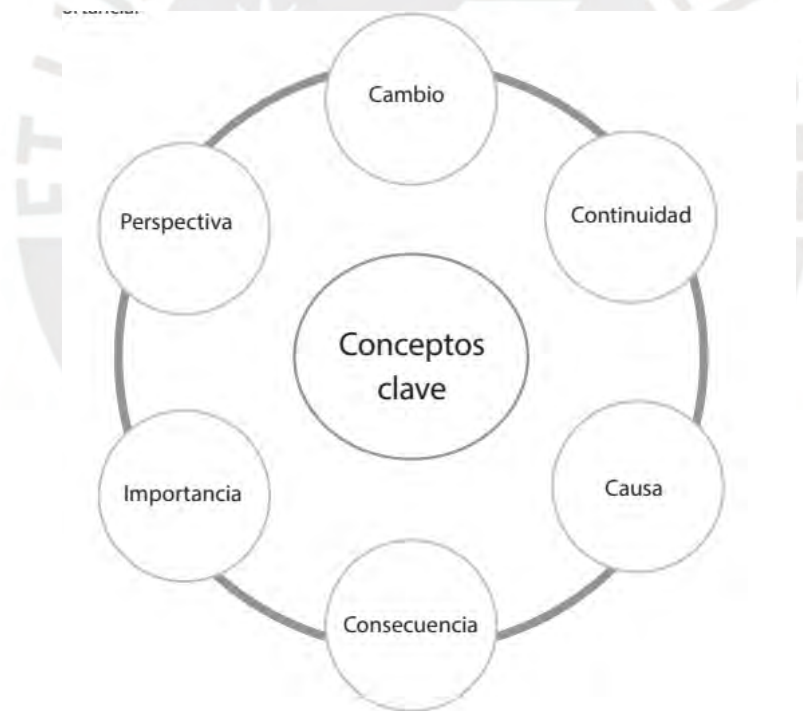 Cambio
Continuidad
Perspectiva
Conceptos
clave
Causa
Importancia
Consecuencia